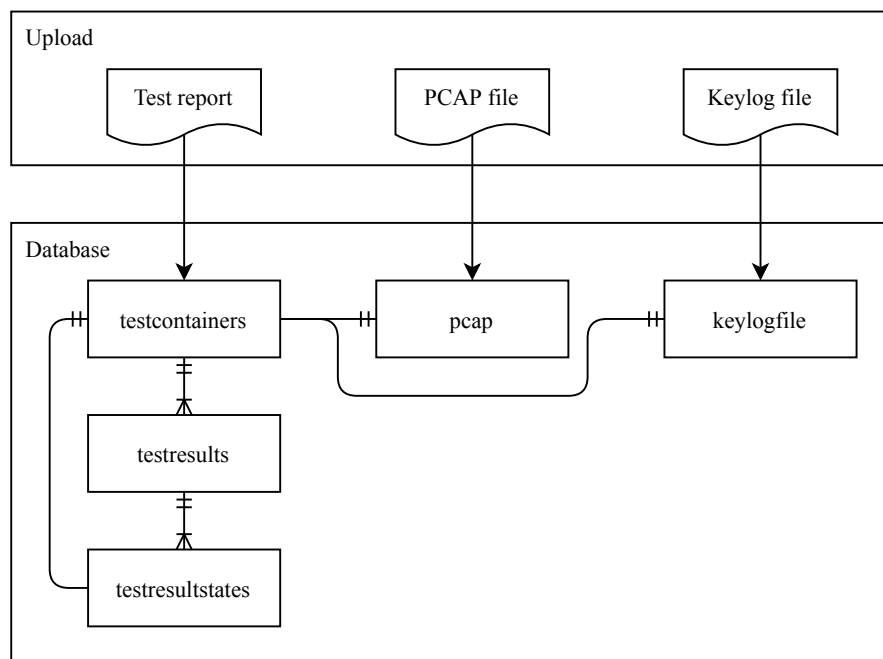 Upload
Test report
PCAP file
Keylog file
Database
testcontainers
pcap
keylogfile
testresults
testresultstates